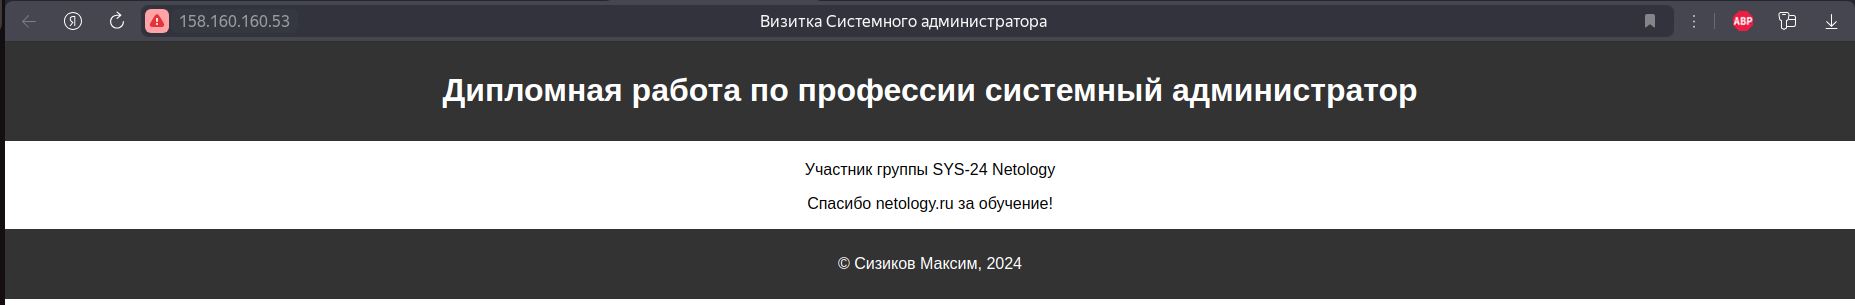 Я 158.160.160.53 Визитка Системного администратора ABP
Дипломная работа по профессии системный администратор
Участник группы SYS-24 Netology
Спасибо netology.ru за обучение!
© Сизиков Максим, 2024